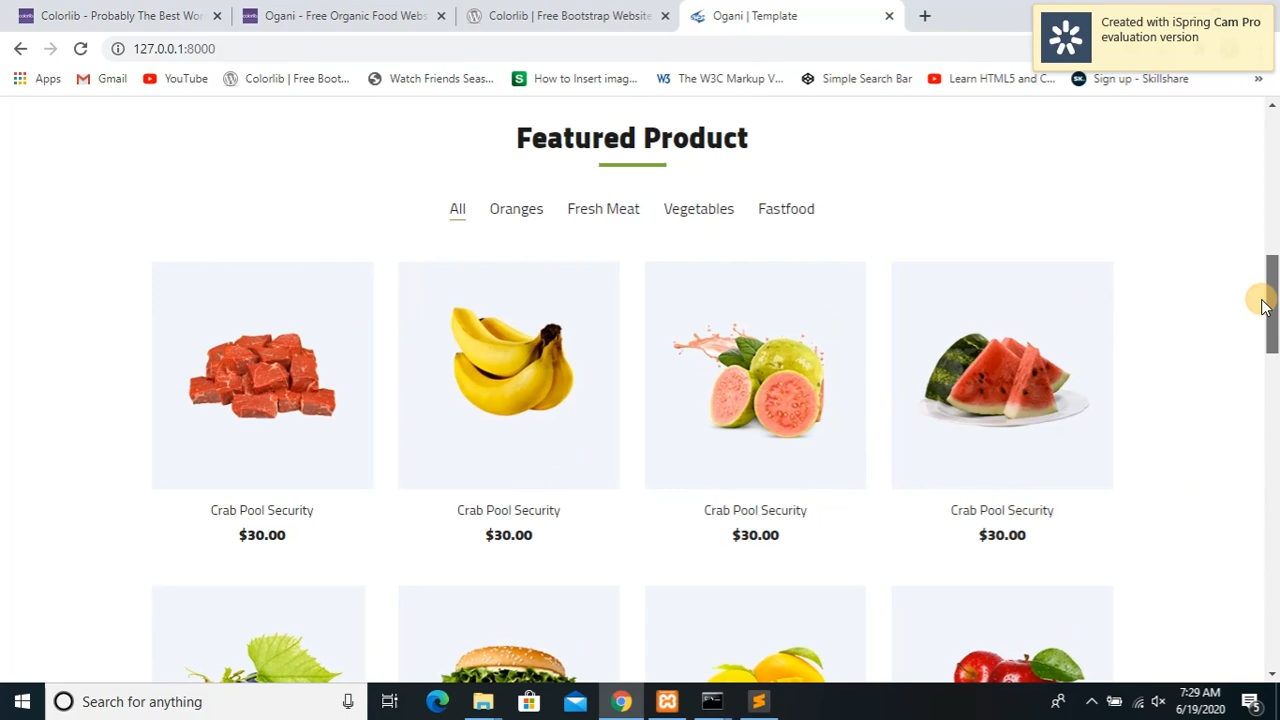 Colorlib - Probably The Best Wor
Ogani - Free Organic Food Webs
Colorlib | Free Bootstrap Website
Ogani | Template
Created with iSpring Cam Pro
evaluation version
127.0.0.1:8000
Apps
Gmail
YouTube
Colorlib | Free Boot...
Watch Friends Seas...
S
How to Insert imag...
W3
The W3C Markup V...
Simple Search Bar
Learn HTML5 and C...
SK.
Sign up - Skillshare
»
Featured Product
All Oranges Fresh Meat Vegetables Fastfood
Crab Pool Security Crab Pool Security Crab Pool Security Crab Pool Security
$30.00 $30.00 $30.00 $30.00
Search for anything
7:29 AM
6/19/2020
5